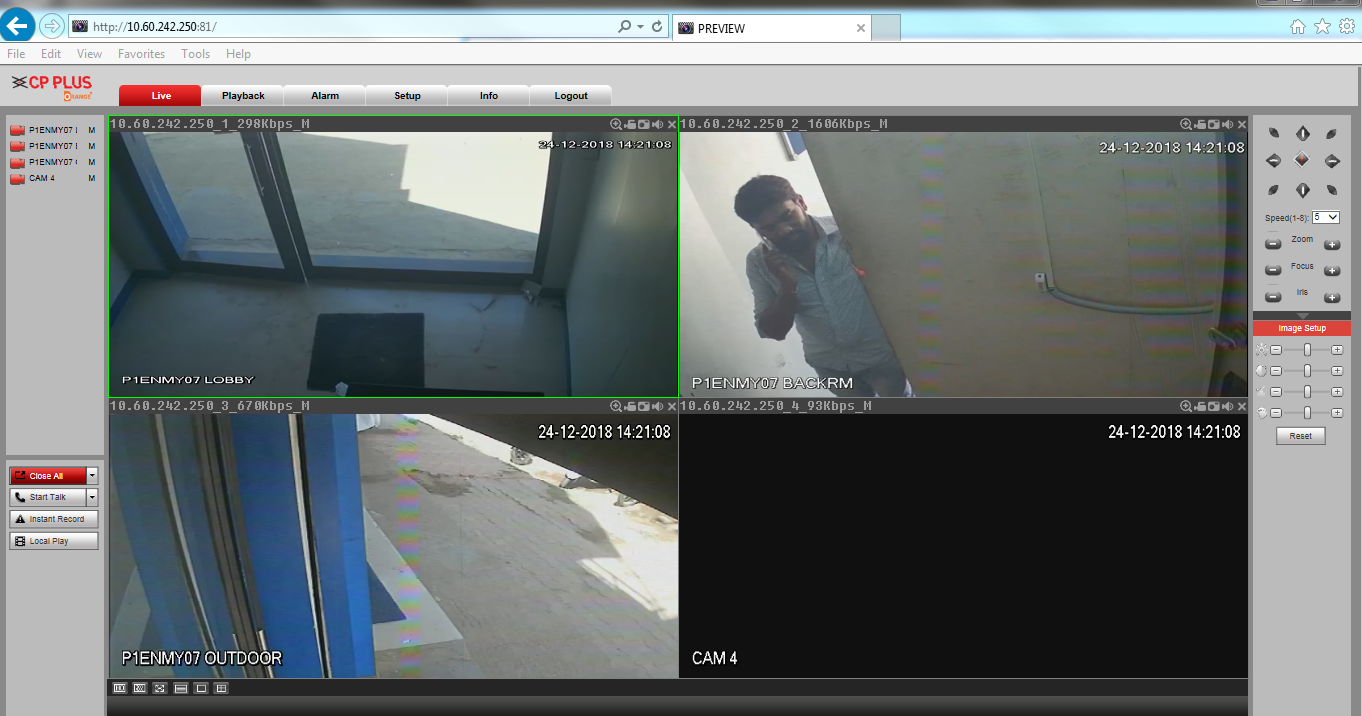 http://10.60.242.250:81/
PREVIEW
File Edit View Favorites Tools Help
CP PLUS
ORANGE
Live Playback Alarm Setup Info Logout
P1ENMY07 M
P1ENMY07 M
P1ENMY07 M
CAM 4 M
10.60.242.250_1_298Kbps_M
24-12-2018 14:21:08
P1ENMY07 LOBBY
10.60.242.250_2_1606Kbps_M
24-12-2018 14:21:08
P1ENMY07 BACKRM
10.60.242.250_3_670Kbps_M
24-12-2018 14:21:08
P1ENMY07 OUTDOOR
10.60.242.250_4_93Kbps_M
24-12-2018 14:21:08
CAM 4
Close All
Start Talk
Instant Record
Local Play
Speed(1-8): 5
Zoom
Focus
Iris
Image Setup
Reset